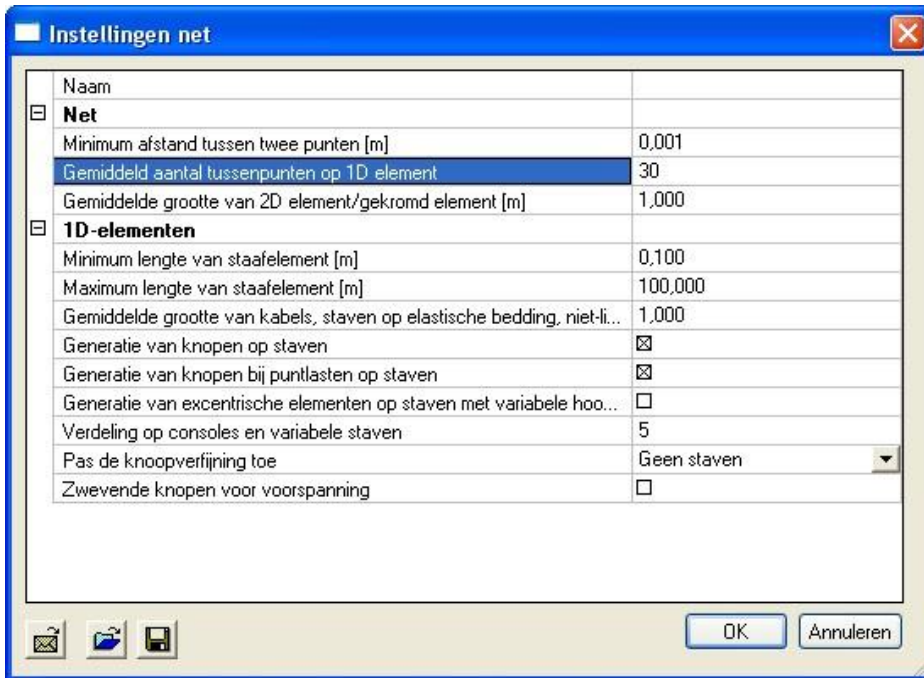 Instellingen net
Naam
Net
Minimum afstand tussen twee punten [m] 0,001
Gemiddeld aantal tussenpunten op 1D element 30
Gemiddelde grootte van 2D element/gekromd element [m] 1,000
1D-elementen
Minimum lengte van staafelement [m] 0,100
Maximum lengte van staafelement [m] 100,000
Gemiddelde grootte van kabels, staven op elastische bedding, niet-li... 1,000
Generatie van knopen op staven
Generatie van knopen bij puntlasten op staven
Generatie van excentrische elementen op staven met variabele hoo...
Verdeling op consoles en variabele staven 5
Pas de knoopverfijning toe Geen staven
Zwevende knopen voor voorspanning
OK Annuleren